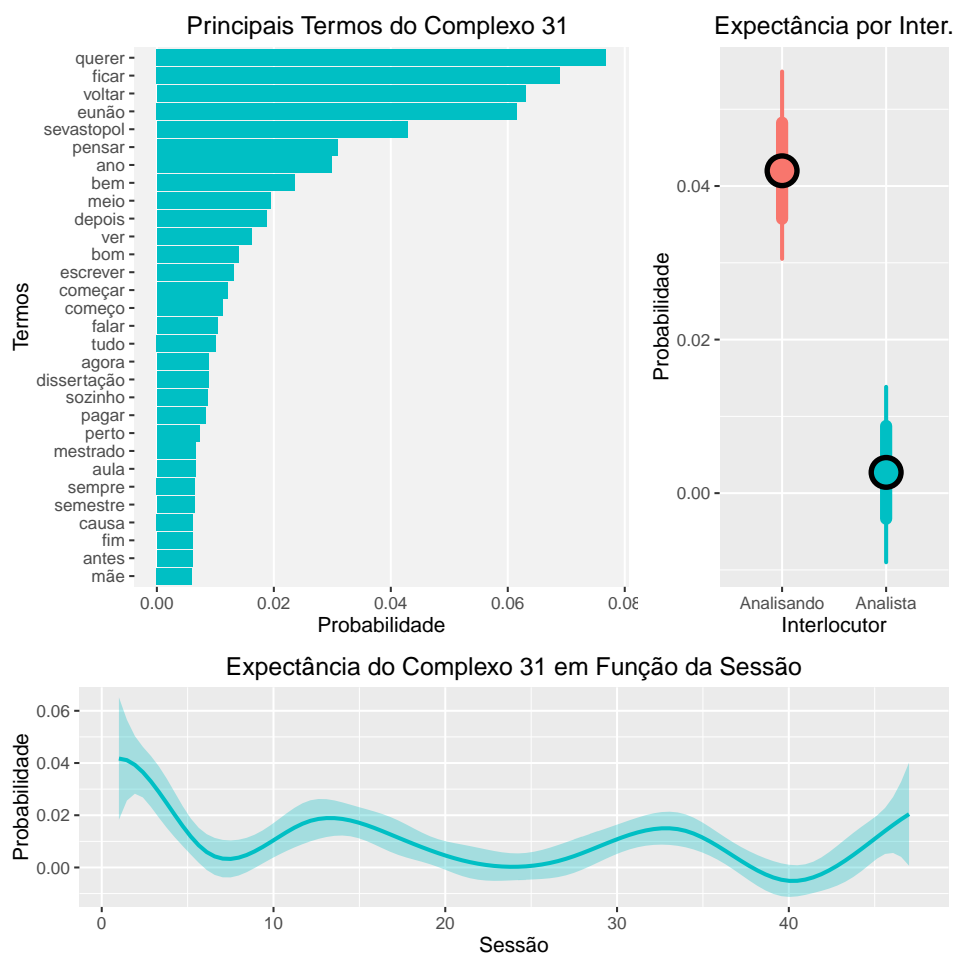 Principais Termos do Complexo 31
Termos
querer
ficar
voltar
eunão
sevastopol
pensar
ano
bem
meio
depois
ver
bom
escrever
começar
começo
falar
tudo
agora
dissertação
sozinho
pagar
perto
mestrado
aula
sempre
semestre
causa
fim
antes
mãe
0.00 0.02 0.04 0.06 0.08
Probabilidade
Expectância por Inter.
Probabilidade
0.04
0.02
0.00
Analisando Analista
Interlocutor
Expectância do Complexo 31 em Função da Sessão
Probabilidade
0.06
0.04
0.02
0.00
0 10 20 30 40
Sessão